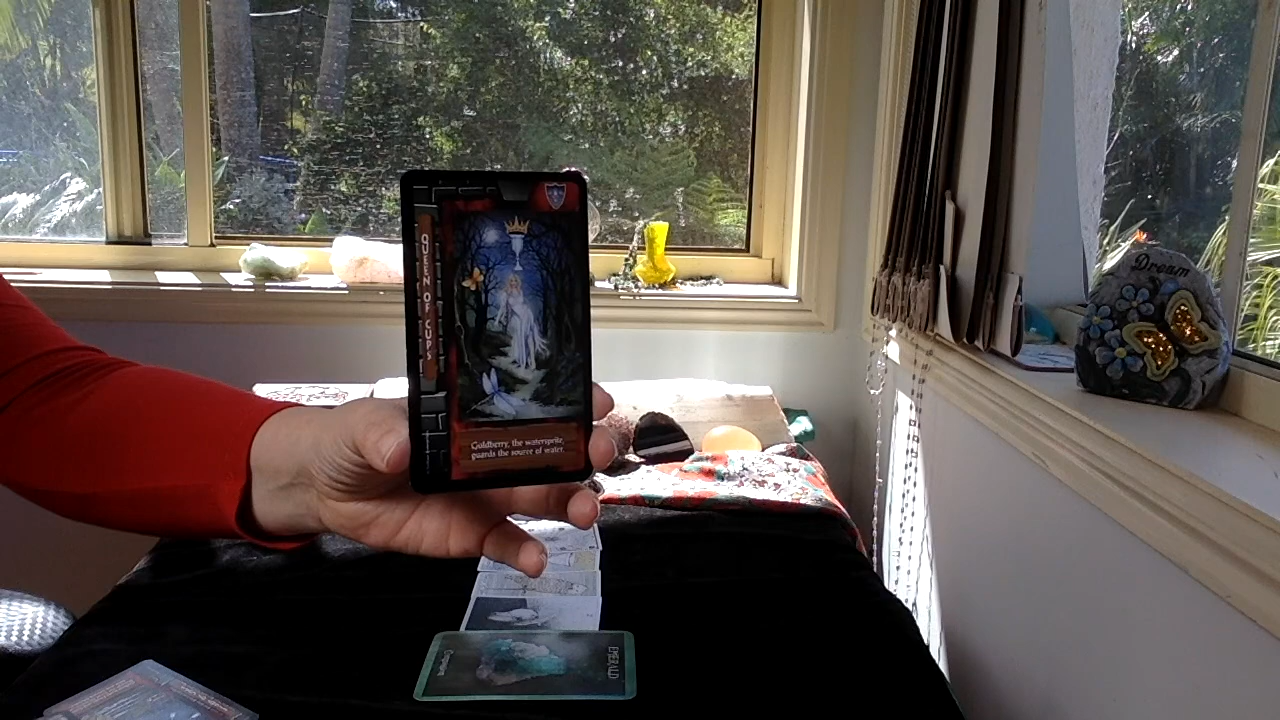 QUEEN OF CUPS
Goldberry, the watersprite,
guards the source of water.
Dream
EMERALD